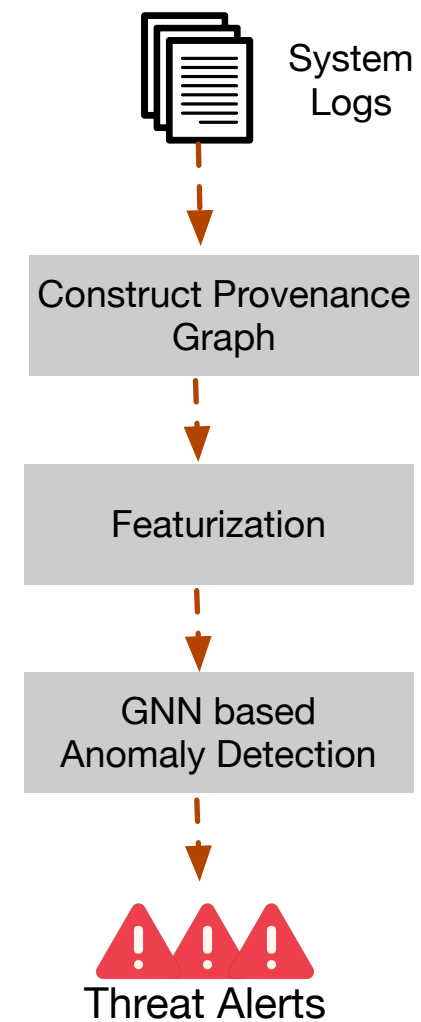 System
Logs
Construct Provenance
Graph
Featurization
GNN based
Anomaly Detection
Threat Alerts